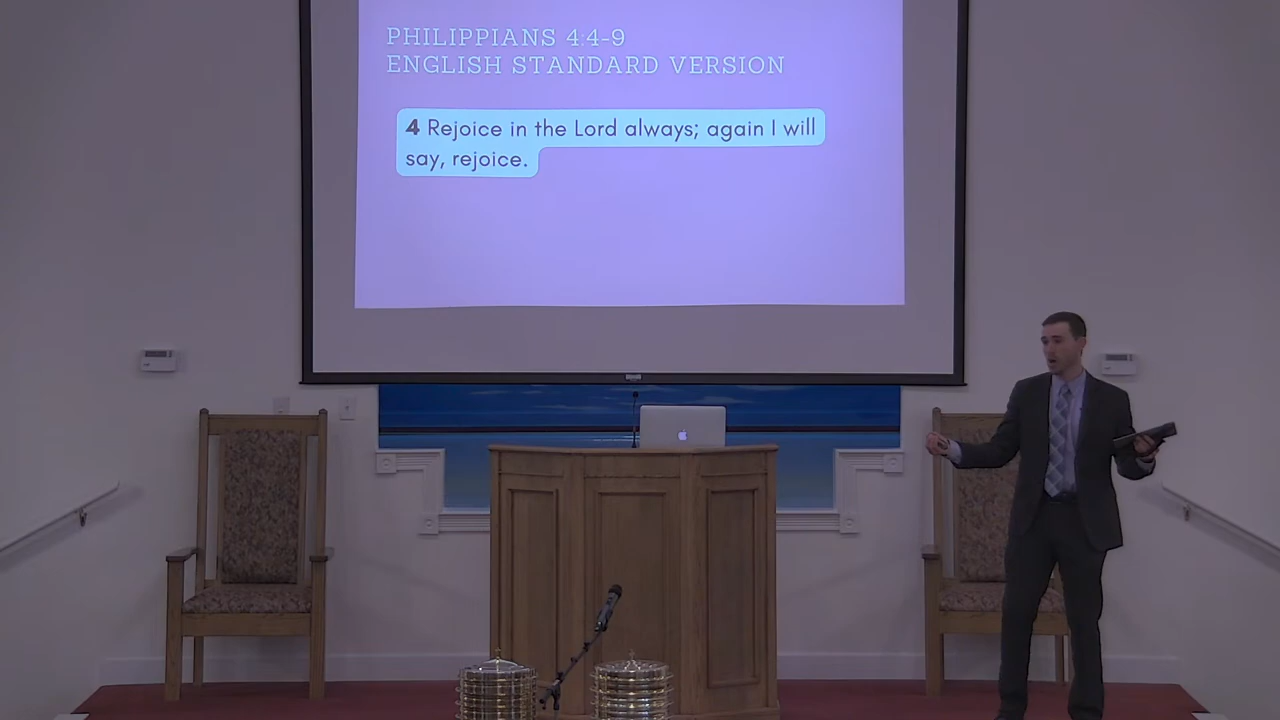 PHILIPPIANS 4:4-9
ENGLISH STANDARD VERSION
4 Rejoice in the Lord always; again I will
say, rejoice.